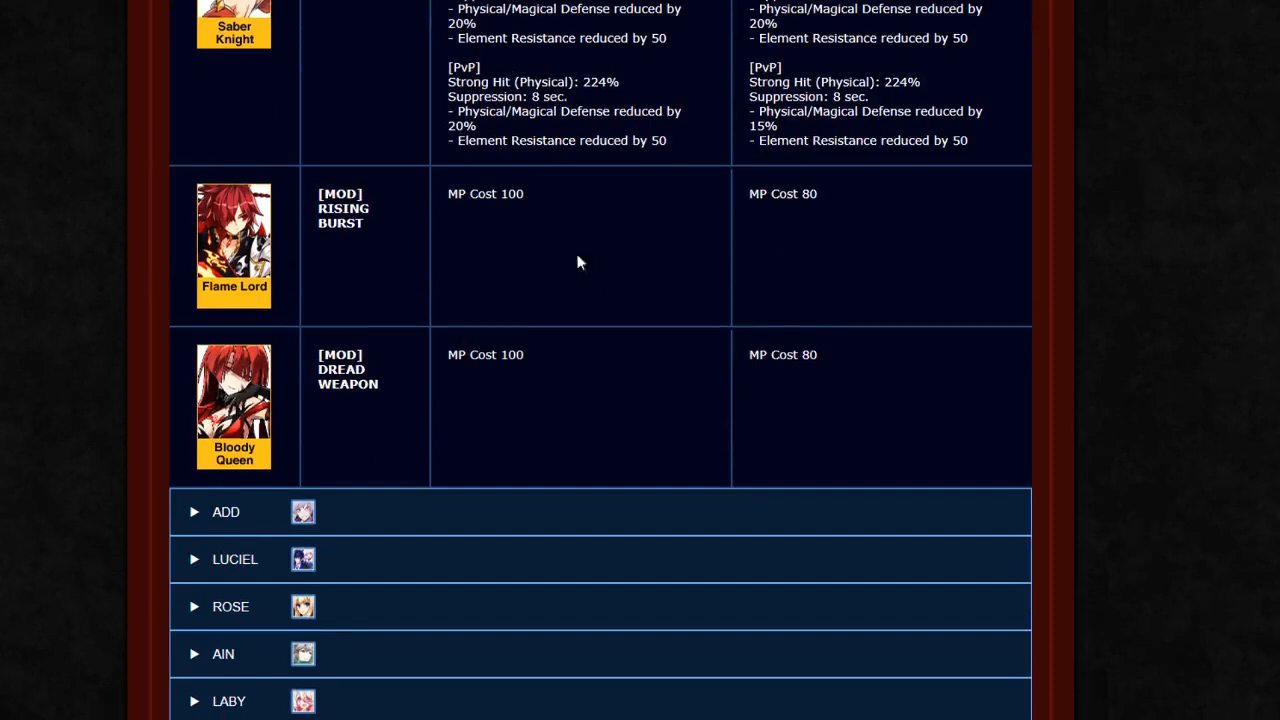 Saber
Knight
- Physical/Magical Defense reduced by
20%
- Element Resistance reduced by 50
[PvP]
Strong Hit (Physical): 224%
Suppression: 8 sec.
- Physical/Magical Defense reduced by
20%
- Element Resistance reduced by 50
- Physical/Magical Defense reduced by
20%
- Element Resistance reduced by 50
[PvP]
Strong Hit (Physical): 224%
Suppression: 8 sec.
- Physical/Magical Defense reduced by
15%
- Element Resistance reduced by 50
Flame Lord
[MOD]
RISING
BURST
MP Cost 100
MP Cost 80
Bloody
Queen
[MOD]
DREAD
WEAPON
MP Cost 100
MP Cost 80
► ADD
► LUCIEL
► ROSE
► AIN
► LABY